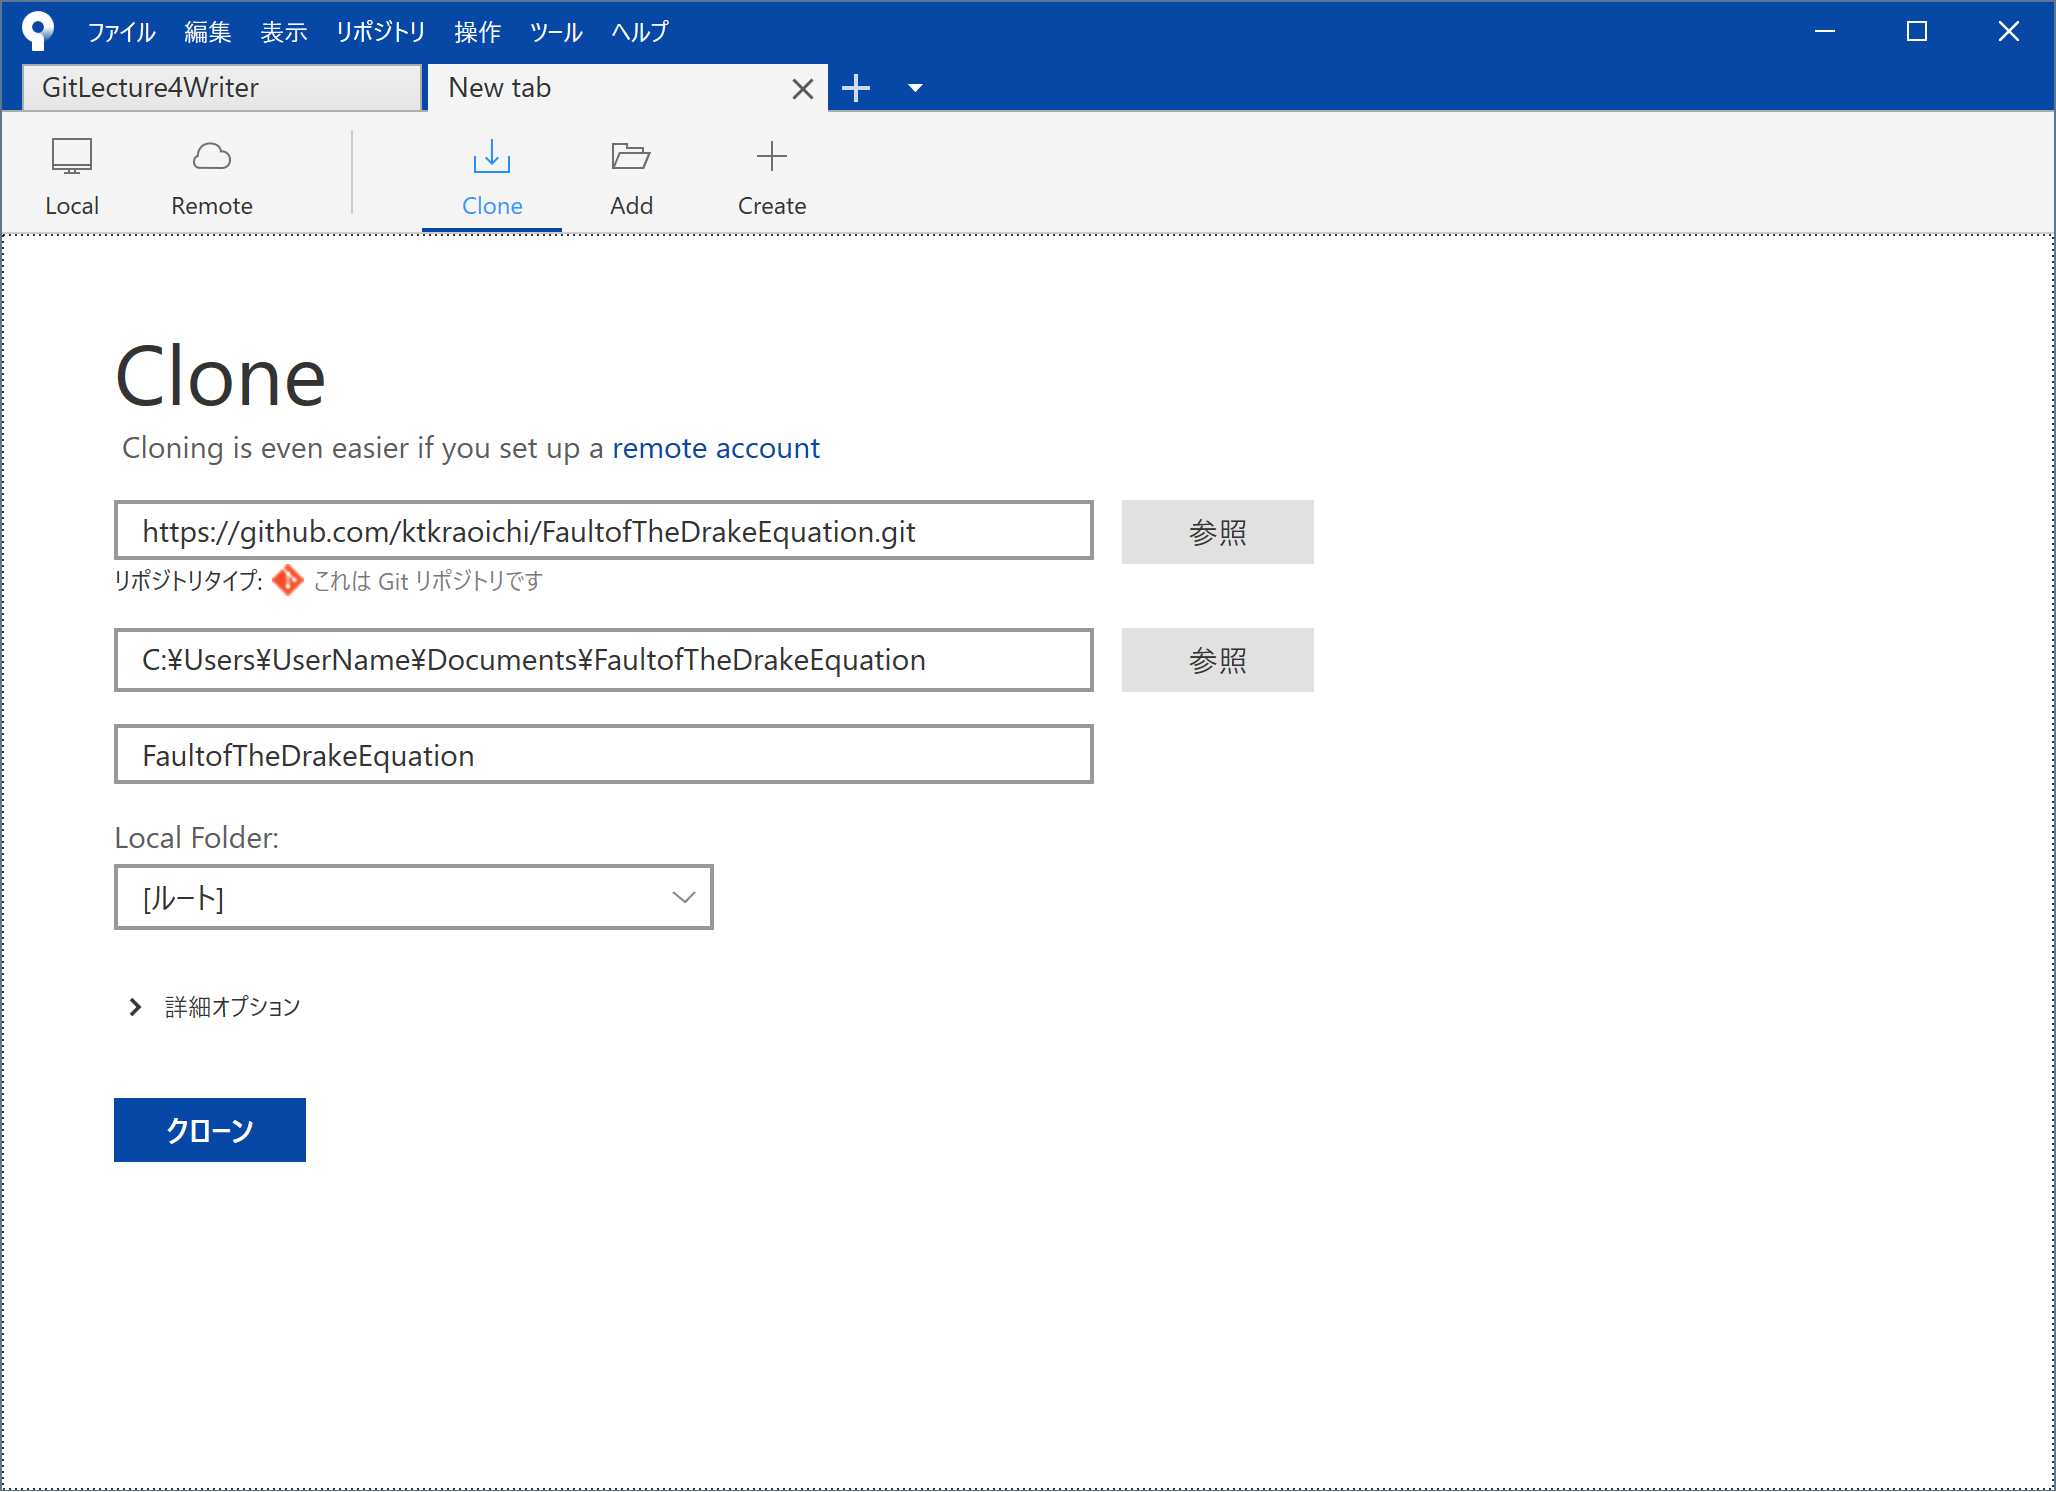 ファイル 編集 表示 リポジトリ 操作 ツール ヘルプ
GitLecture4Writer New tab
Local Remote Clone Add Create
Clone
Cloning is even easier if you set up a remote account
https://github.com/ktkraoichi/FaultofTheDrakeEquation.git 参照
リポジトリタイプ: これは Git リポジトリです
C:¥Users¥UserName¥Documents¥FaultofTheDrakeEquation 参照
FaultofTheDrakeEquation
Local Folder:
[ルート]
詳細オプション
クローン